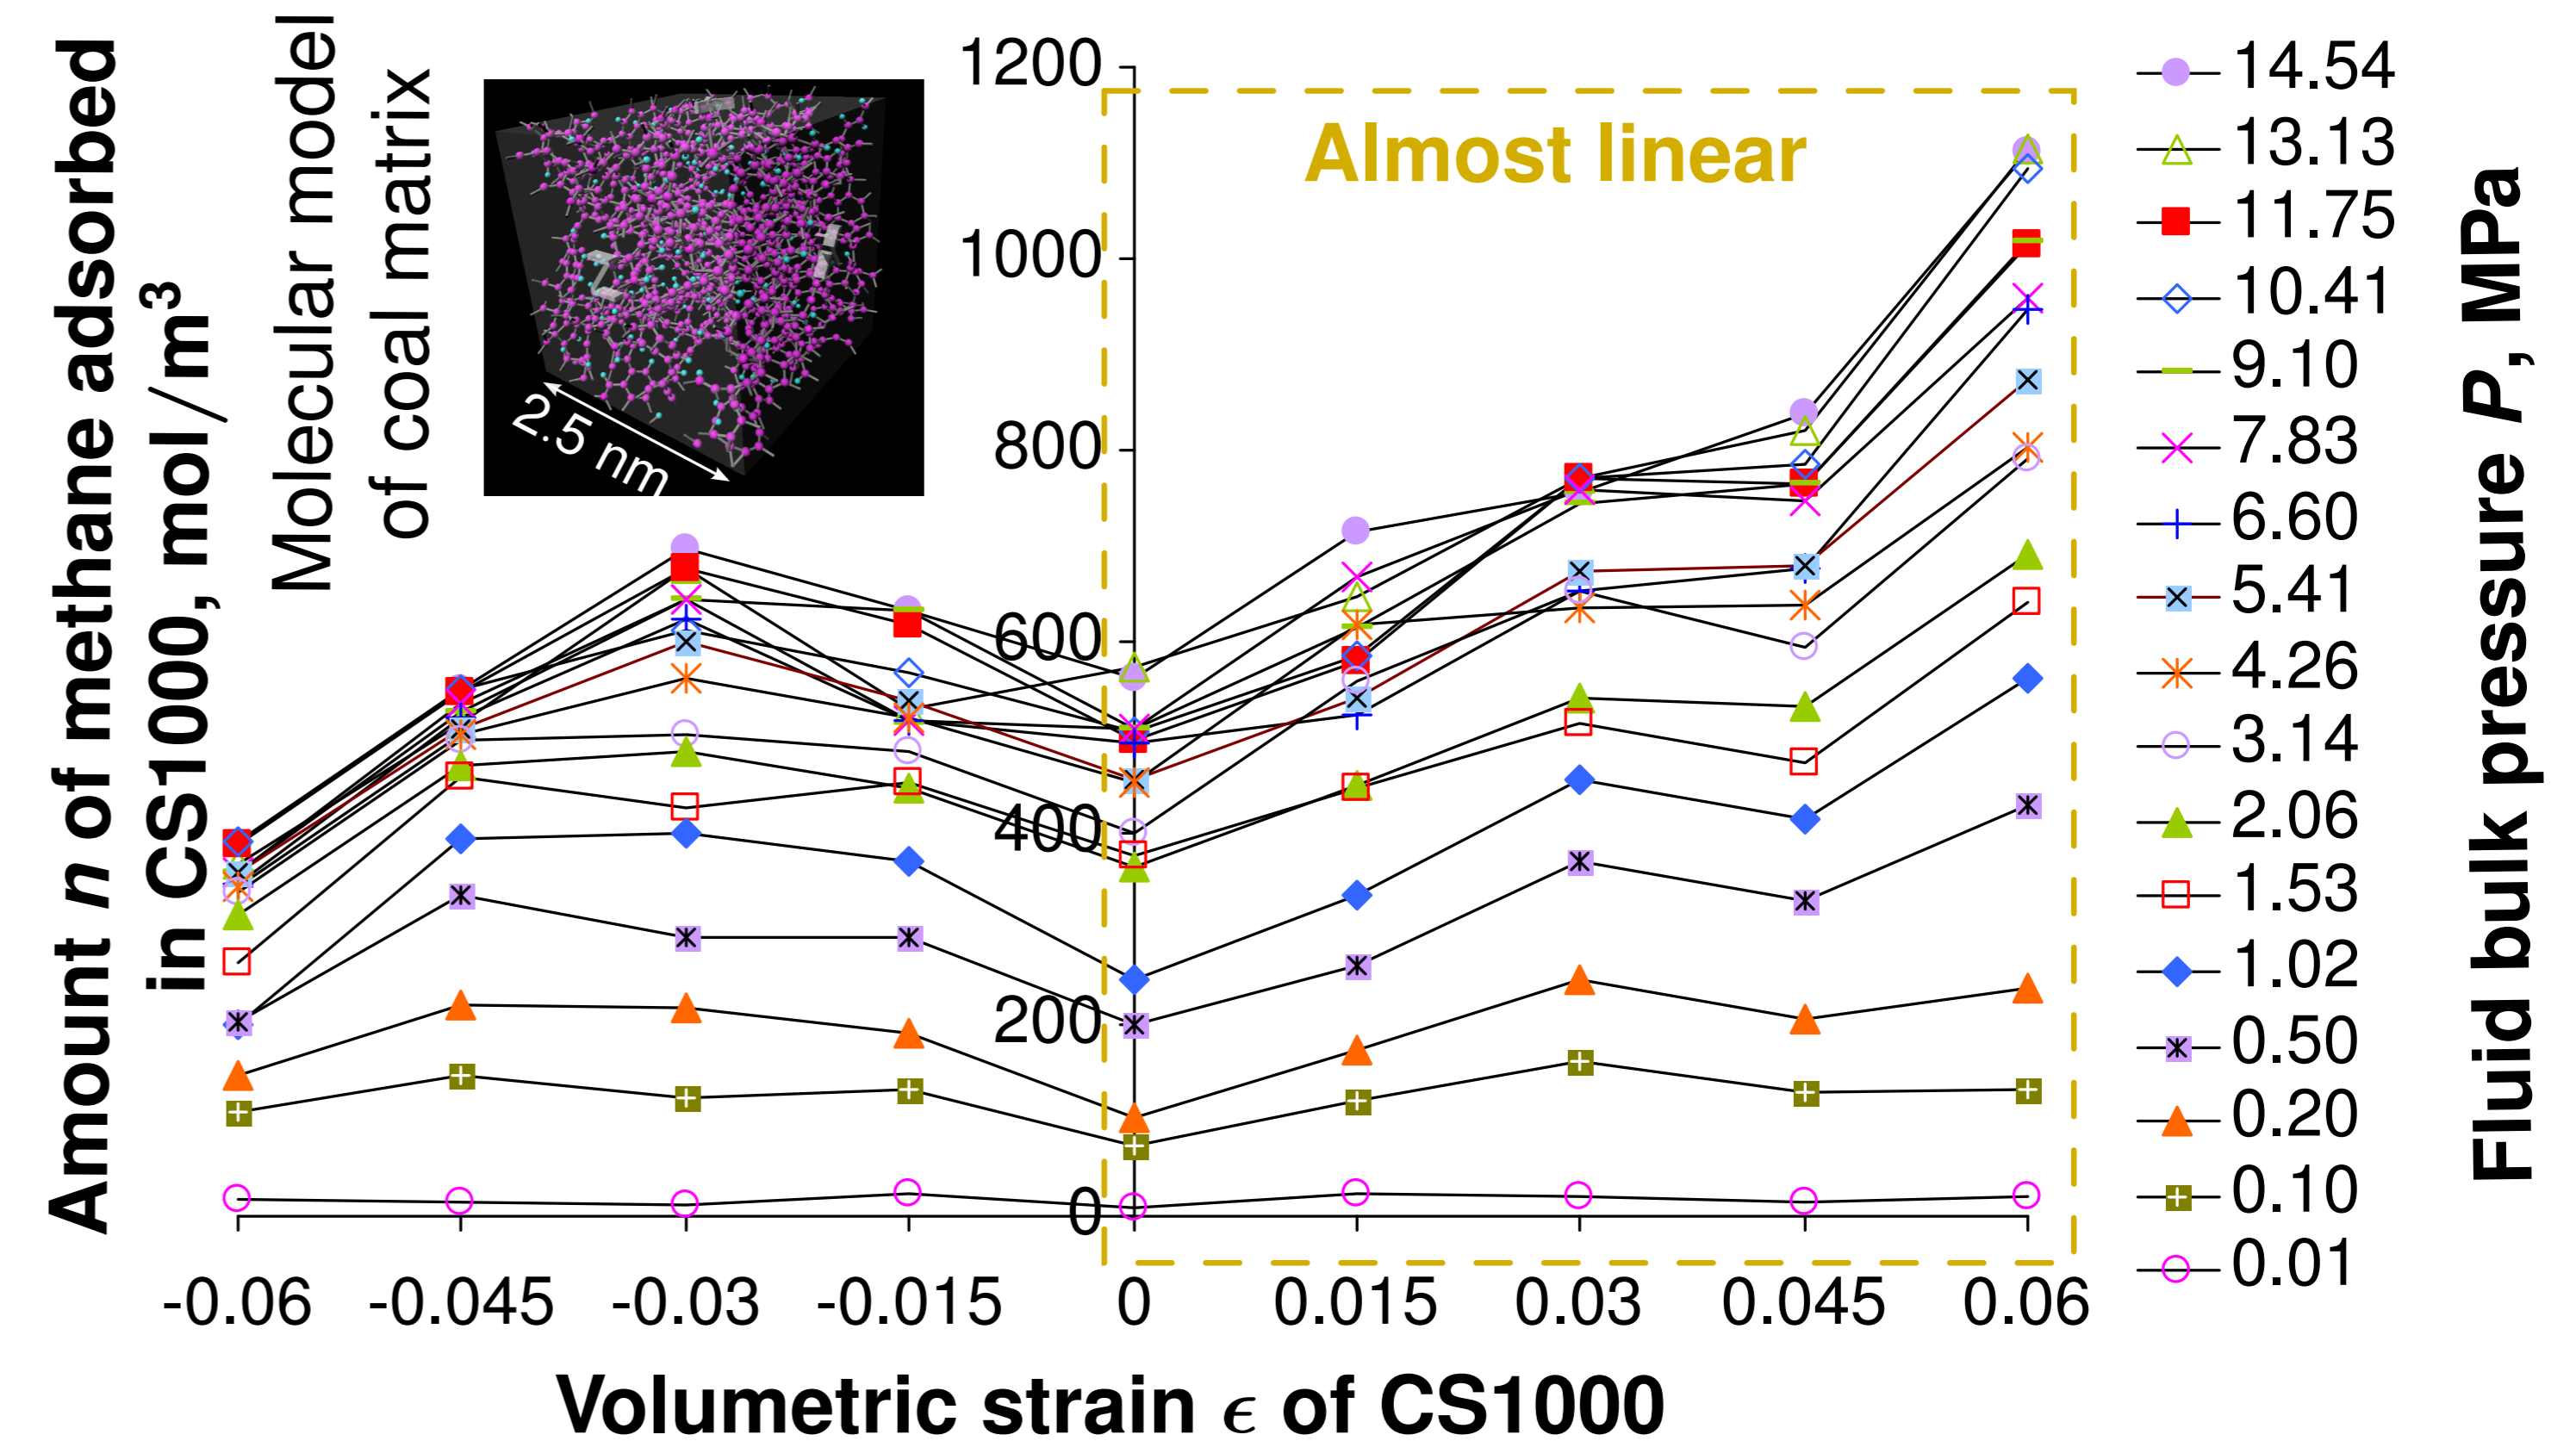 Amount n of methane adsorbed
in CS1000, mol/m³
Molecular model
of coal matrix
2.5 nm
1200
1000
800
600
400
200
0
Almost linear
-0.06 -0.045 -0.03 -0.015 0 0.015 0.03 0.045 0.06
Volumetric strain ϵ of CS1000
14.54
13.13
11.75
10.41
9.10
7.83
6.60
5.41
4.26
3.14
2.06
1.53
1.02
0.50
0.20
0.10
0.01
Fluid bulk pressure P, MPa